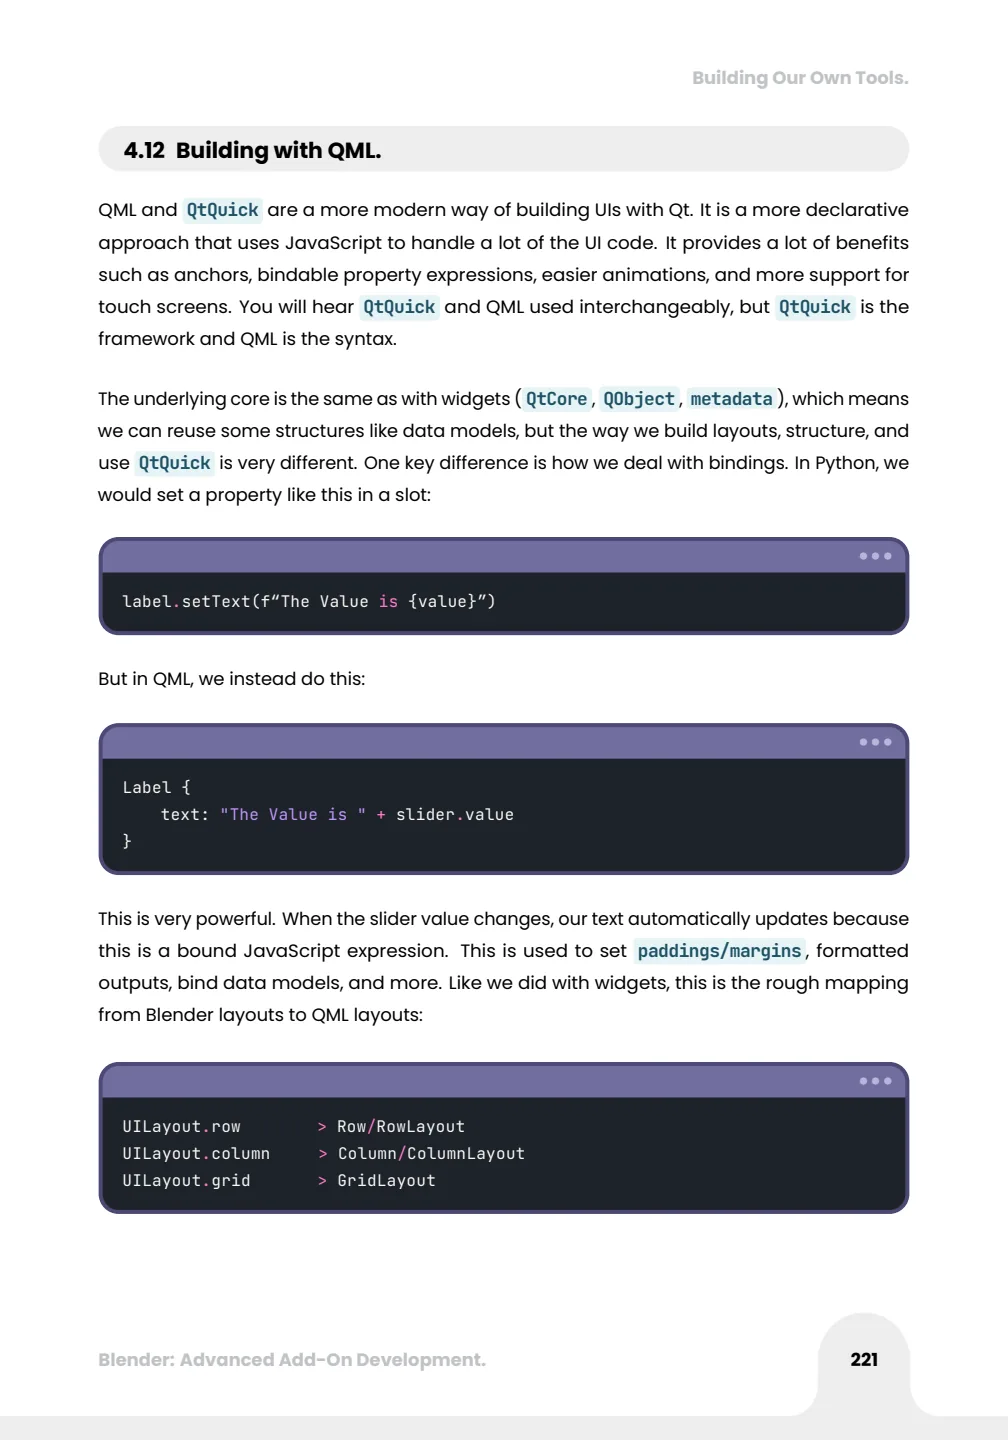 Building Our Own Tools.
4.12 Building with QML.
QML and QtQuick are a more modern way of building UIs with Qt. It is a more declarative
approach that uses JavaScript to handle a lot of the UI code. It provides a lot of benefits
such as anchors, bindable property expressions, easier animations, and more support for
touch screens. You will hear QtQuick and QML used interchangeably, but QtQuick is the
framework and QML is the syntax.
The underlying core is the same as with widgets ( QtCore , QObject , metadata ), which means
we can reuse some structures like data models, but the way we build layouts, structure, and
use QtQuick is very different. One key difference is how we deal with bindings. In Python, we
would set a property like this in a slot:
label.setText(f“The Value is {value}”)
But in QML, we instead do this:
Label {
    text: "The Value is " + slider.value
}
This is very powerful. When the slider value changes, our text automatically updates because
this is a bound JavaScript expression. This is used to set paddings/margins , formatted
outputs, bind data models, and more. Like we did with widgets, this is the rough mapping
from Blender layouts to QML layouts:
UILayout.row > Row/RowLayout
UILayout.column > Column/ColumnLayout
UILayout.grid > GridLayout
Blender: Advanced Add-On Development.
221